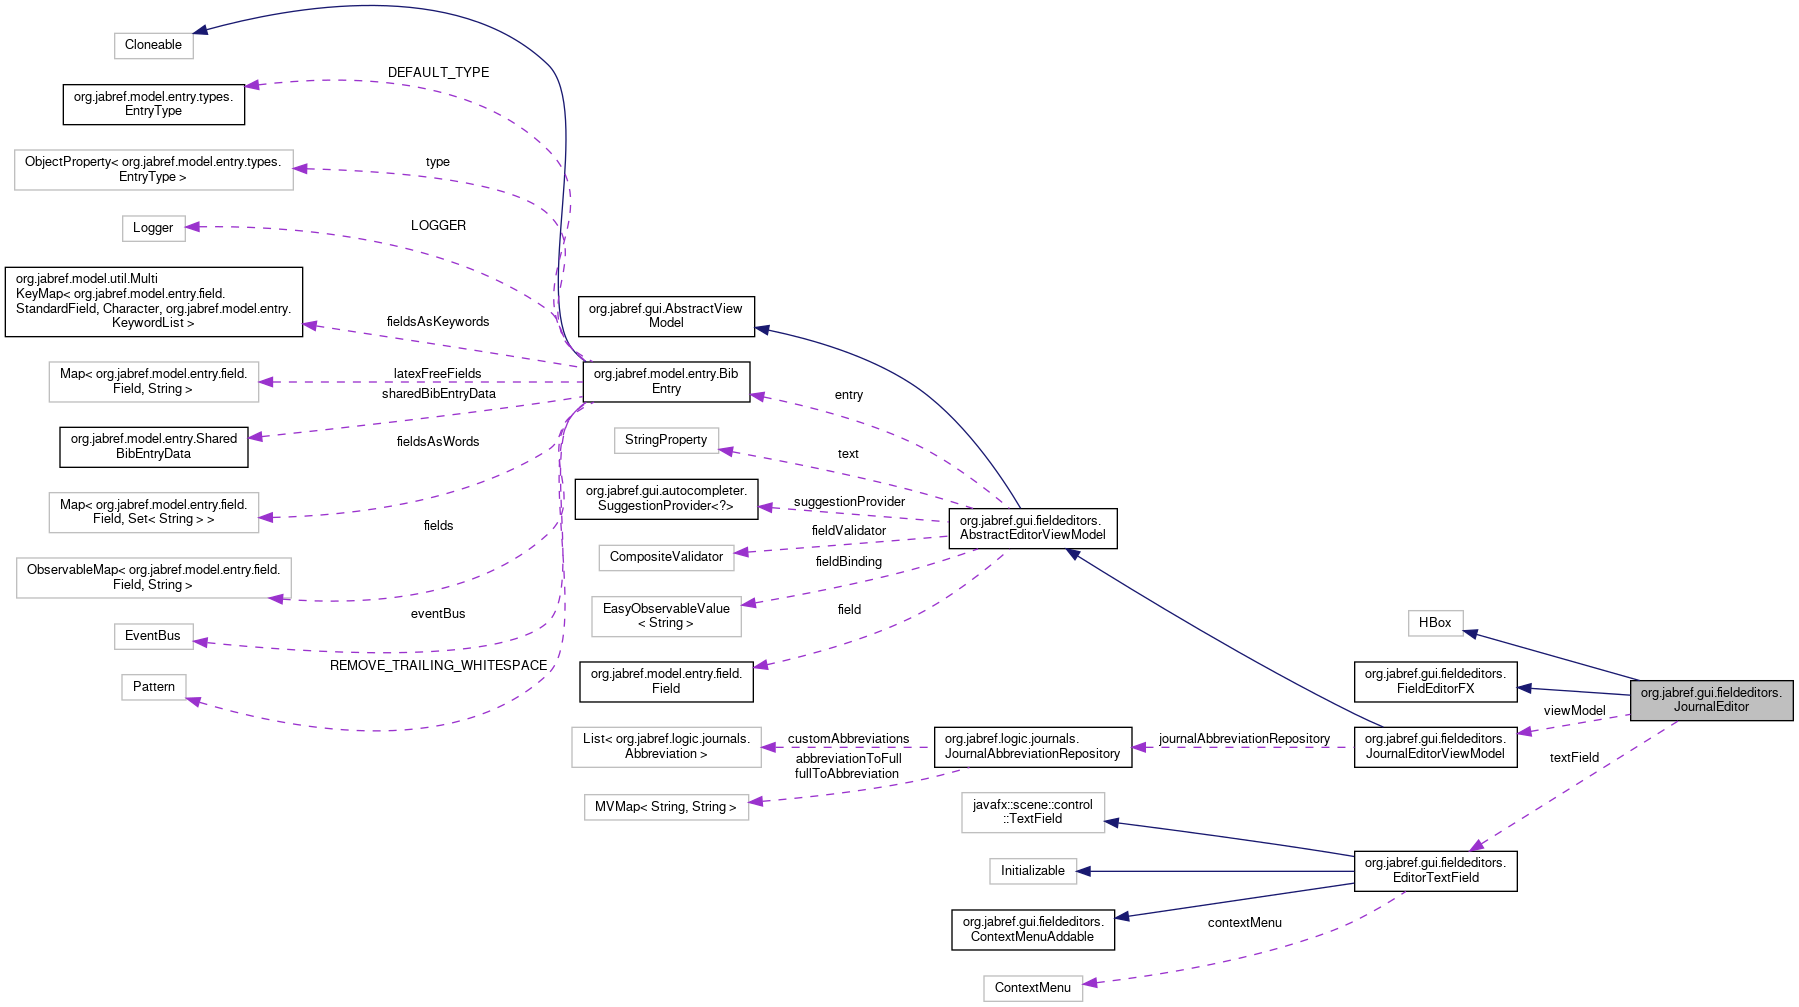 Cloneable
DEFAULT_TYPE
org.jabref.model.entry.types.
EntryType
ObjectProperty< org.jabref.model.entry.types.
EntryType >
type
Logger
LOGGER
org.jabref.model.util.Multi
KeyMap< org.jabref.model.entry.field.
StandardField, Character, org.jabref.model.entry.
KeywordList >
fieldsAsKeywords
Map< org.jabref.model.entry.field.
Field, String >
latexFreeFields
sharedBibEntryData
org.jabref.model.entry.Shared
BibEntryData
fieldsAsWords
Map< org.jabref.model.entry.field.
Field, Set< String > >
fields
ObservableMap< org.jabref.model.entry.field.
Field, String >
eventBus
EventBus
REMOVE_TRAILING_WHITESPACE
Pattern
org.jabref.gui.AbstractView
Model
org.jabref.model.entry.Bib
Entry
entry
StringProperty
text
org.jabref.gui.autocompleter.
SuggestionProvider<?>
suggestionProvider
CompositeValidator
fieldValidator
fieldBinding
EasyObservableValue
< String >
field
org.jabref.model.entry.field.
Field
org.jabref.gui.fieldeditors.
AbstractEditorViewModel
List< org.jabref.logic.journals.
Abbreviation >
customAbbreviations
abbreviationToFull
fullToAbbreviation
MVMap< String, String >
org.jabref.logic.journals.
JournalAbbreviationRepository
journalAbbreviationRepository
javafx::scene::control
::TextField
Initializable
org.jabref.gui.fieldeditors.
ContextMenuAddable
contextMenu
ContextMenu
HBox
org.jabref.gui.fieldeditors.
FieldEditorFX
org.jabref.gui.fieldeditors.
JournalEditorViewModel
viewModel
textField
org.jabref.gui.fieldeditors.
EditorTextField
org.jabref.gui.fieldeditors.
JournalEditor